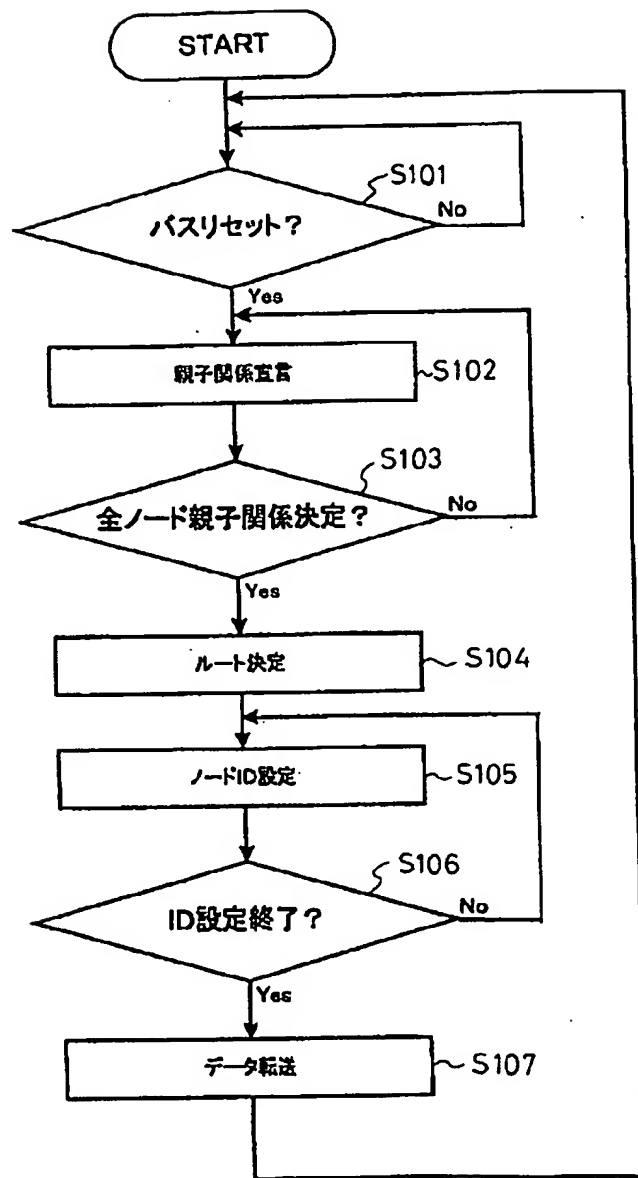 START
S101
バスリセット？
No
Yes
親子関係宣言
S102
S103
全ノード親子関係決定？
No
Yes
ルート決定
S104
ノードID設定
S105
S106
ID設定終了？
No
Yes
データ転送
S107